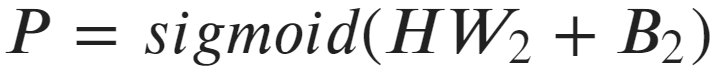 P = sigmoid(HW₂ + B₂)